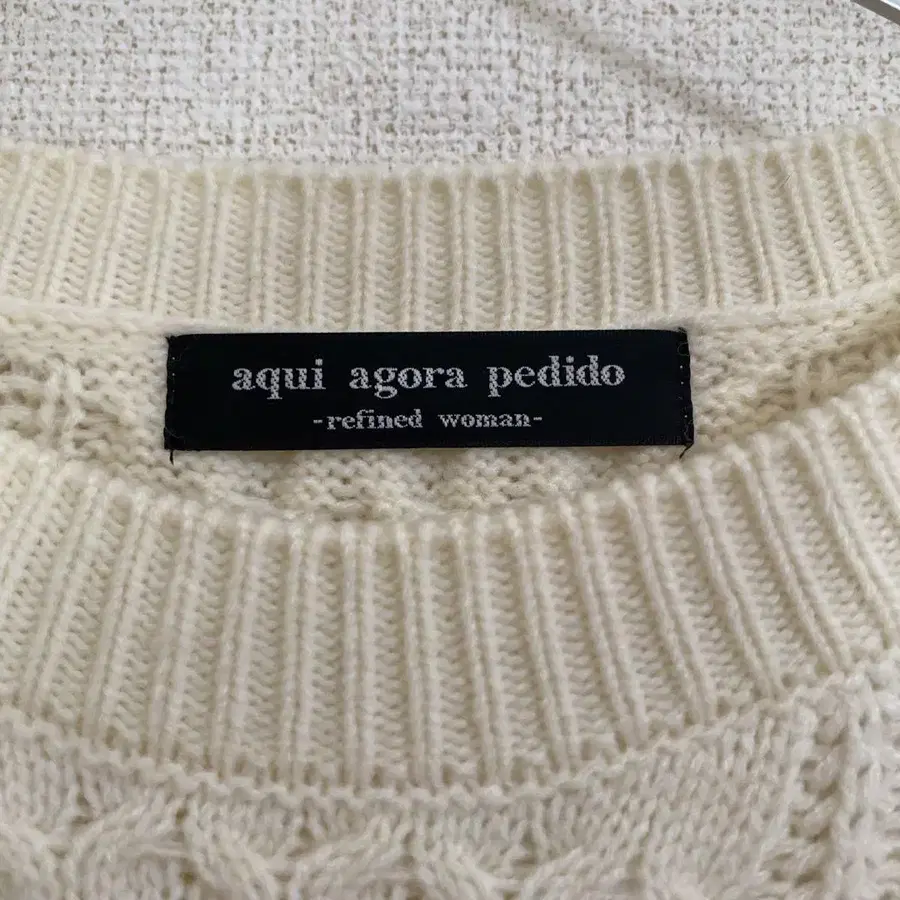 aqui agora pedido
-refined woman-